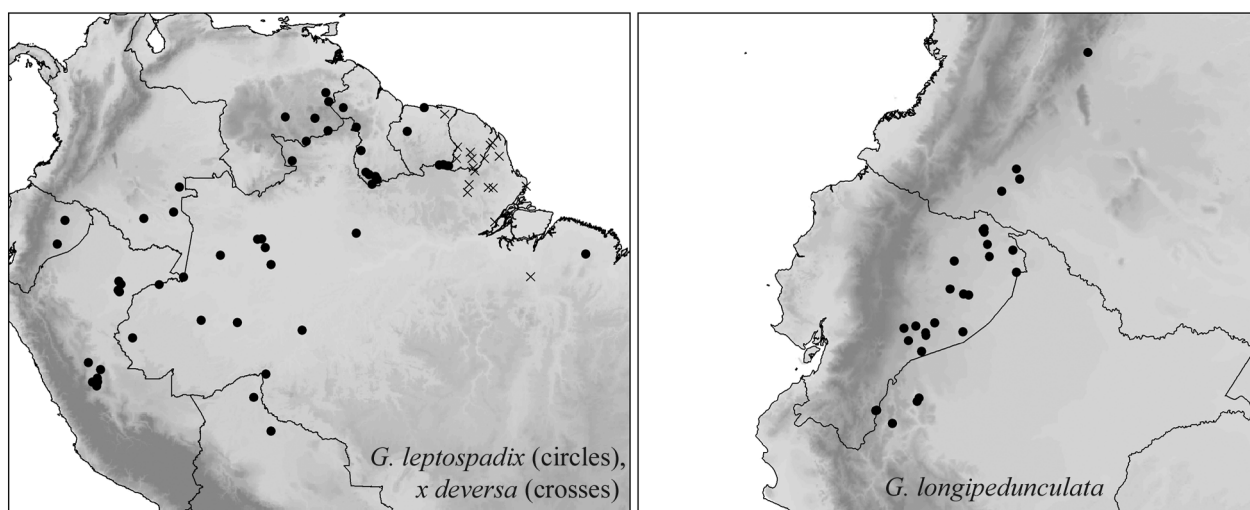 G. leptospadix (circles),
x deversa (crosses)
G. longipedunculata